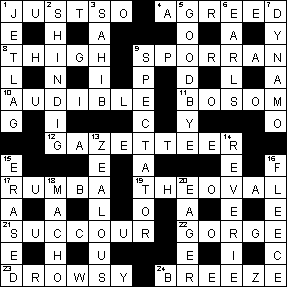 1 J U 2 S T 3 S O 4 A 5 G R 6 E E 7 D
E H A O A Y
8 T H I G H 9 S P O R R A N
L N I P D L A
10 A U D I B L E 11 B O S O M
G I C Y O
12 G A 13 Z E T T E E 14 R
15 E E A E 16 F
17 R U 18 M B A 19 T H 20 E O V A L
A A L O A E E
21 S U C C O U R 22 G O R G E
E H U E I C
23 D R O W S Y 24 B R E E Z E